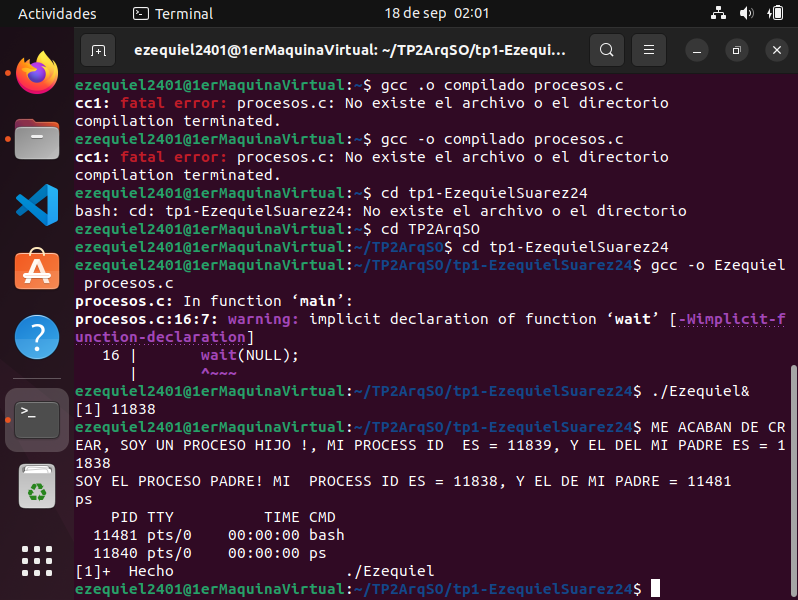 Actividades
Terminal
18 de sep 02:01
ezequiel2401@1erMaquinaVirtual: ~/TP2ArqSO/tp1-Ezequi...
ezequiel2401@1erMaquinaVirtual:~$ gcc .o compilado procesos.c
cc1: fatal error: procesos.c: No existe el archivo o el directorio
compilation terminated.
ezequiel2401@1erMaquinaVirtual:~$ gcc -o compilado procesos.c
cc1: fatal error: procesos.c: No existe el archivo o el directorio
compilation terminated.
ezequiel2401@1erMaquinaVirtual:~$ cd tp1-EzequielSuarez24
bash: cd: tp1-EzequielSuarez24: No existe el archivo o el directorio
ezequiel2401@1erMaquinaVirtual:~$ cd TP2ArqSO
ezequiel2401@1erMaquinaVirtual:~/TP2ArqSO$ cd tp1-EzequielSuarez24
ezequiel2401@1erMaquinaVirtual:~/TP2ArqSO/tp1-EzequielSuarez24$ gcc -o Ezequiel
 procesos.c
procesos.c: In function ‘main’:
procesos.c:16:7: warning: implicit declaration of function ‘wait’ [-Wimplicit-f
unction-declaration]
   16 |       wait(NULL);
      |       ^~~~
ezequiel2401@1erMaquinaVirtual:~/TP2ArqSO/tp1-EzequielSuarez24$ ./Ezequiel&
[1] 11838
ezequiel2401@1erMaquinaVirtual:~/TP2ArqSO/tp1-EzequielSuarez24$ ME ACABAN DE CR
EAR, SOY UN PROCESO HIJO !, MI PROCESS ID  ES = 11839, Y EL DEL MI PADRE ES = 1
1838
SOY EL PROCESO PADRE! MI  PROCESS ID ES = 11838, Y EL DE MI PADRE = 11481
ps
    PID TTY          TIME CMD
  11481 pts/0    00:00:00 bash
  11840 pts/0    00:00:00 ps
[1]+  Hecho                   ./Ezequiel
ezequiel2401@1erMaquinaVirtual:~/TP2ArqSO/tp1-EzequielSuarez24$